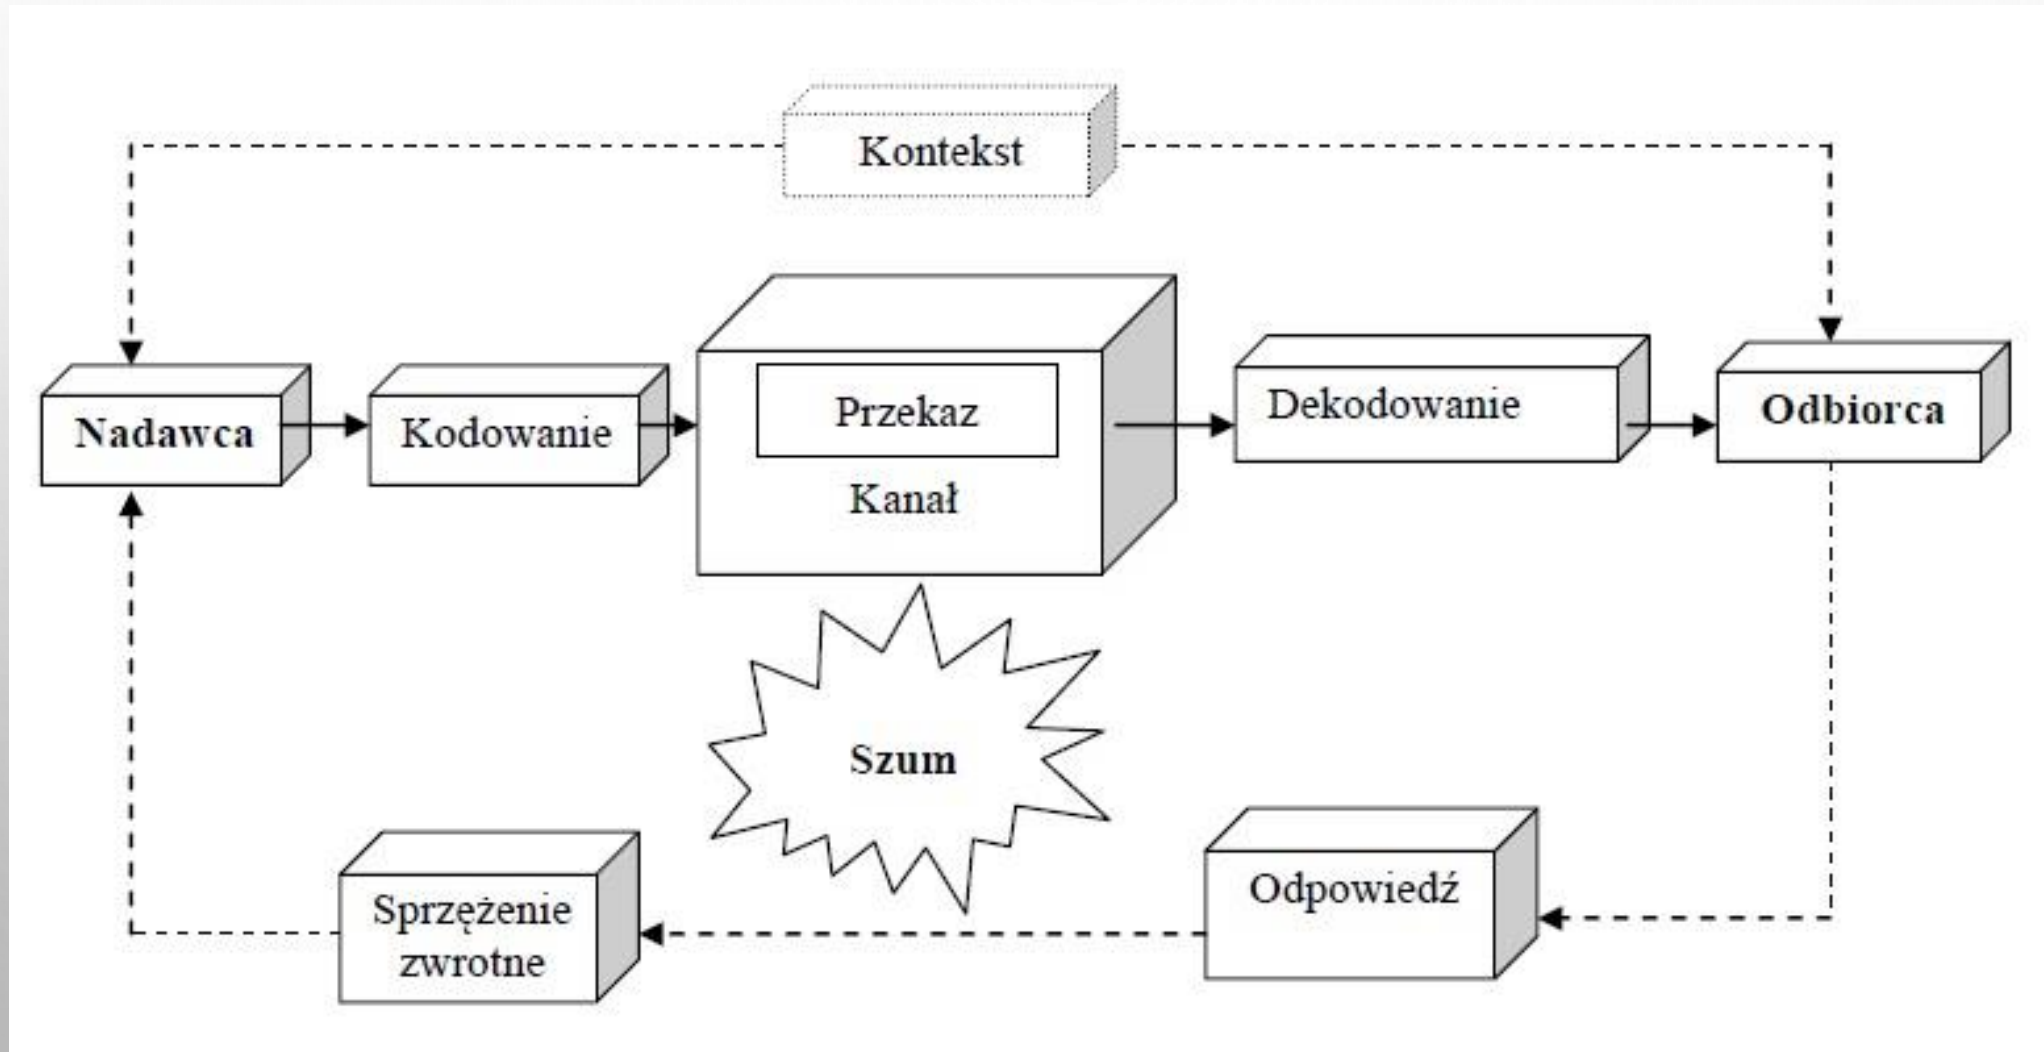 Kontekst
Nadawca
Kodowanie
Przekaz
Kanał
Dekodowanie
Odbiorca
Szum
Sprzężenie
zwrotne
Odpowiedź